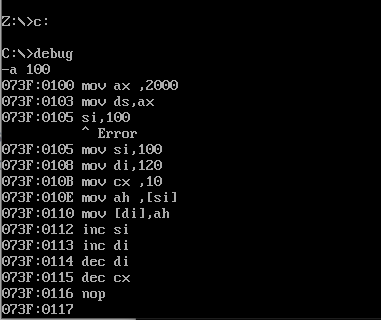 Z:\>c:
C:\>debug
-a 100
073F:0100 mov ax ,2000
073F:0103 mov ds,ax
073F:0105 si,100
^ Error
073F:0105 mov si,100
073F:0108 mov di,120
073F:010B mov cx ,10
073F:010E mov ah ,[si]
073F:0110 mov [di],ah
073F:0112 inc si
073F:0113 inc di
073F:0114 dec di
073F:0115 dec cx
073F:0116 nop
073F:0117